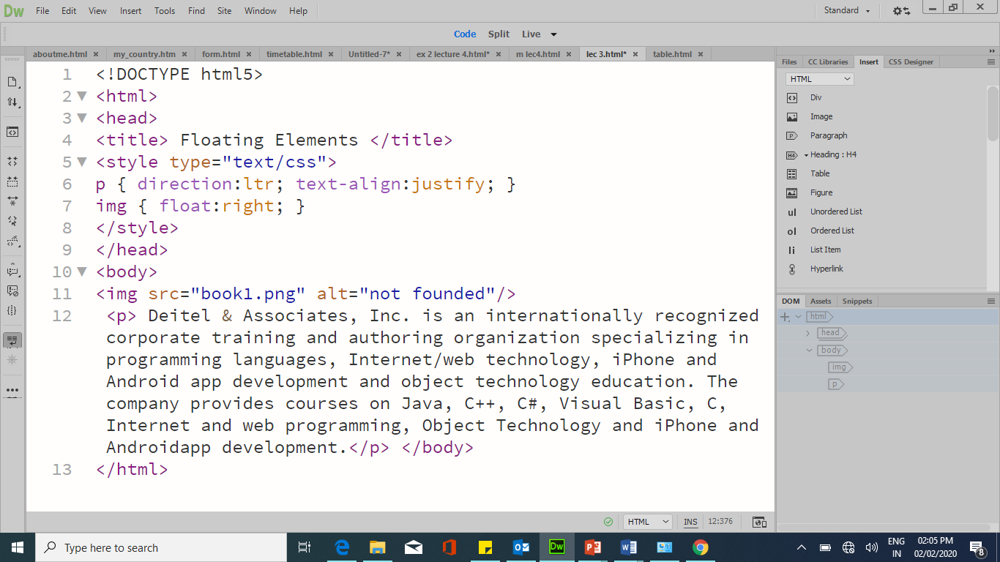 Dw File Edit View Insert Tools Find Site Window Help Standard
Code Split Live
aboutme.html × my_country.htm × form.html × timetable.html × Untitled-7* × ex 2 lecture 4.html* × m lec4.html × lec 3.html* × table.html ×
1 <!DOCTYPE html5>
2 <html>
3 <head>
4 <title> Floating Elements </title>
5 <style type="text/css">
6 p { direction:ltr; text-align:justify; }
7 img { float:right; }
8 </style>
9 </head>
10 <body>
11 <img src="book1.png" alt="not founded"/>
12 <p> Deitel & Associates, Inc. is an internationally recognized
corporate training and authoring organization specializing in
programming languages, Internet/web technology, iPhone and
Android app development and object technology education. The
company provides courses on Java, C++, C#, Visual Basic, C,
Internet and web programming, Object Technology and iPhone and
Androidapp development.</p> </body>
13 </html>
HTML INS 12:376
Files CC Libraries Insert CSS Designer
HTML
Div
Image
P Paragraph
H4 Heading : H4
Table
Figure
ul Unordered List
ol Ordered List
li List Item
Hyperlink
DOM Assets Snippets
html
head
body
img
p
Type here to search
Dw
ENG
IN
02:05 PM
02/02/2020
8